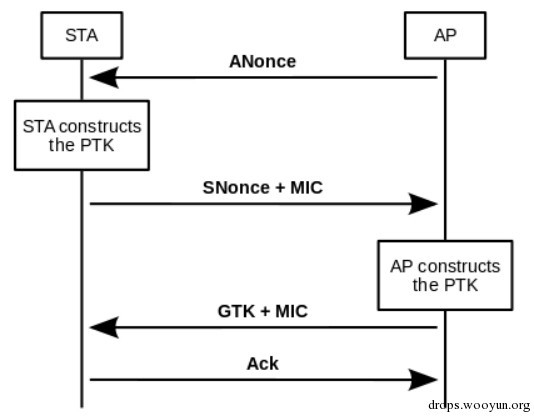 STA
AP
ANonce
STA constructs
the PTK
SNonce + MIC
AP constructs
the PTK
GTK + MIC
Ack
drops.wooyun.org